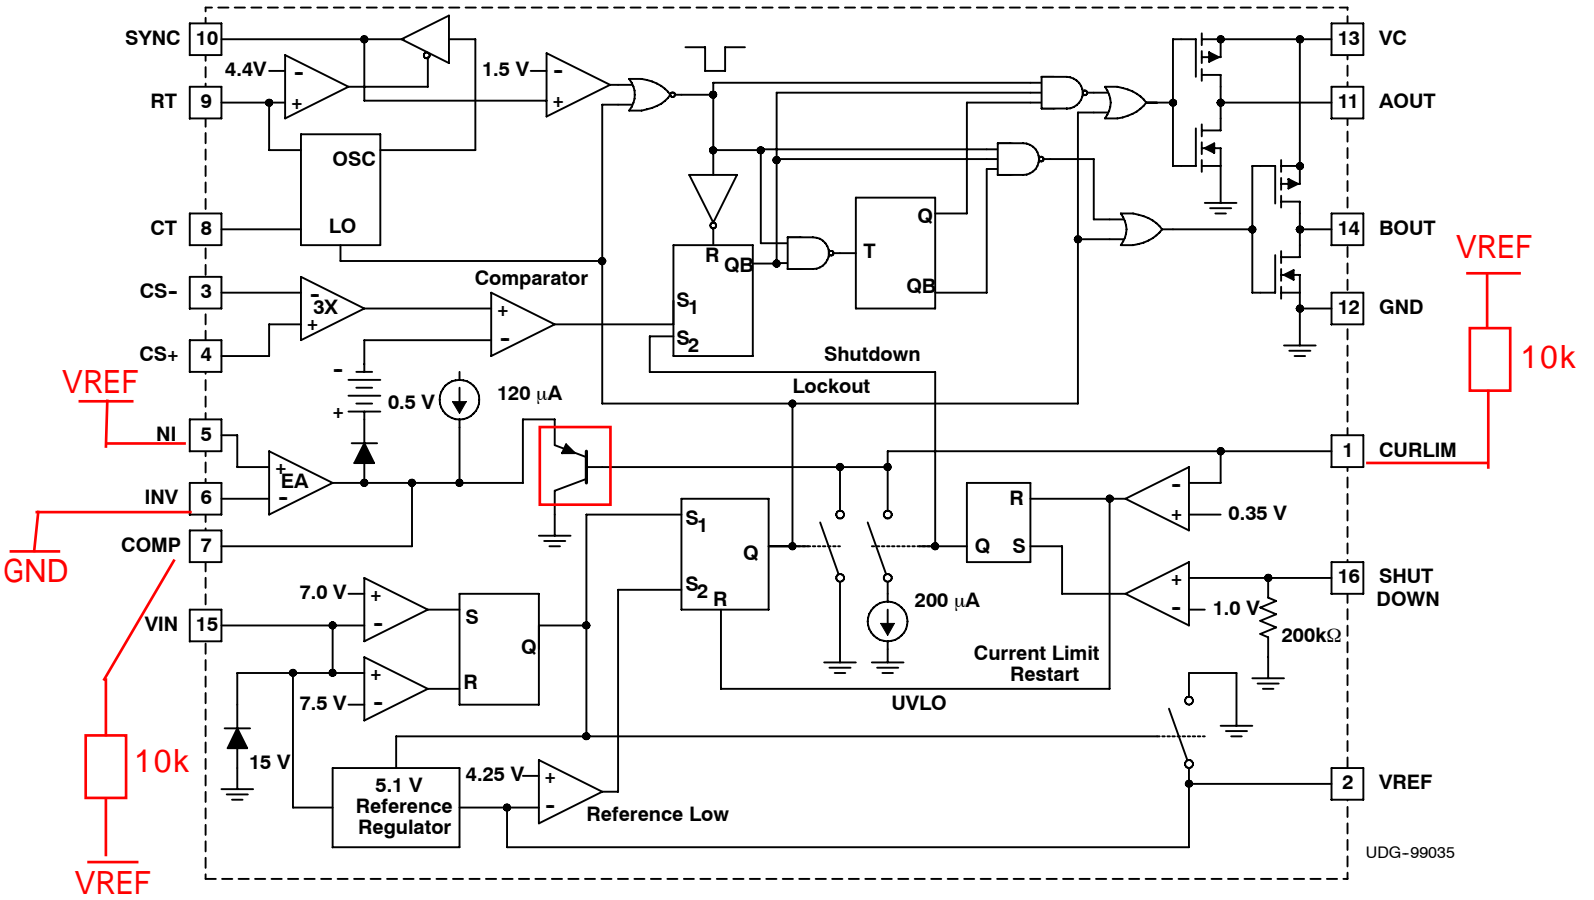 SYNC 10
4.4V
1.5 V
RT 9
OSC
LO
CT 8
CS- 3
3X
CS+ 4
Comparator
R
QB
S1
S2
T
Q
QB
13 VC
11 AOUT
14 BOUT
12 GND
VREF
10k
Shutdown
Lockout
VREF
0.5 V
120 μA
NI 5
EA
INV 6
GND
COMP 7
1 CURLIM
0.35 V
R
Q S
S1
Q
S2
R
16 SHUT
DOWN
1.0 V
200kΩ
200 μA
Current Limit
Restart
UVLO
7.0 V
VIN 15
S
Q
R
7.5 V
15 V
10k
VREF
5.1 V
Reference
Regulator
4.25 V
Reference Low
2 VREF
UDG-99035